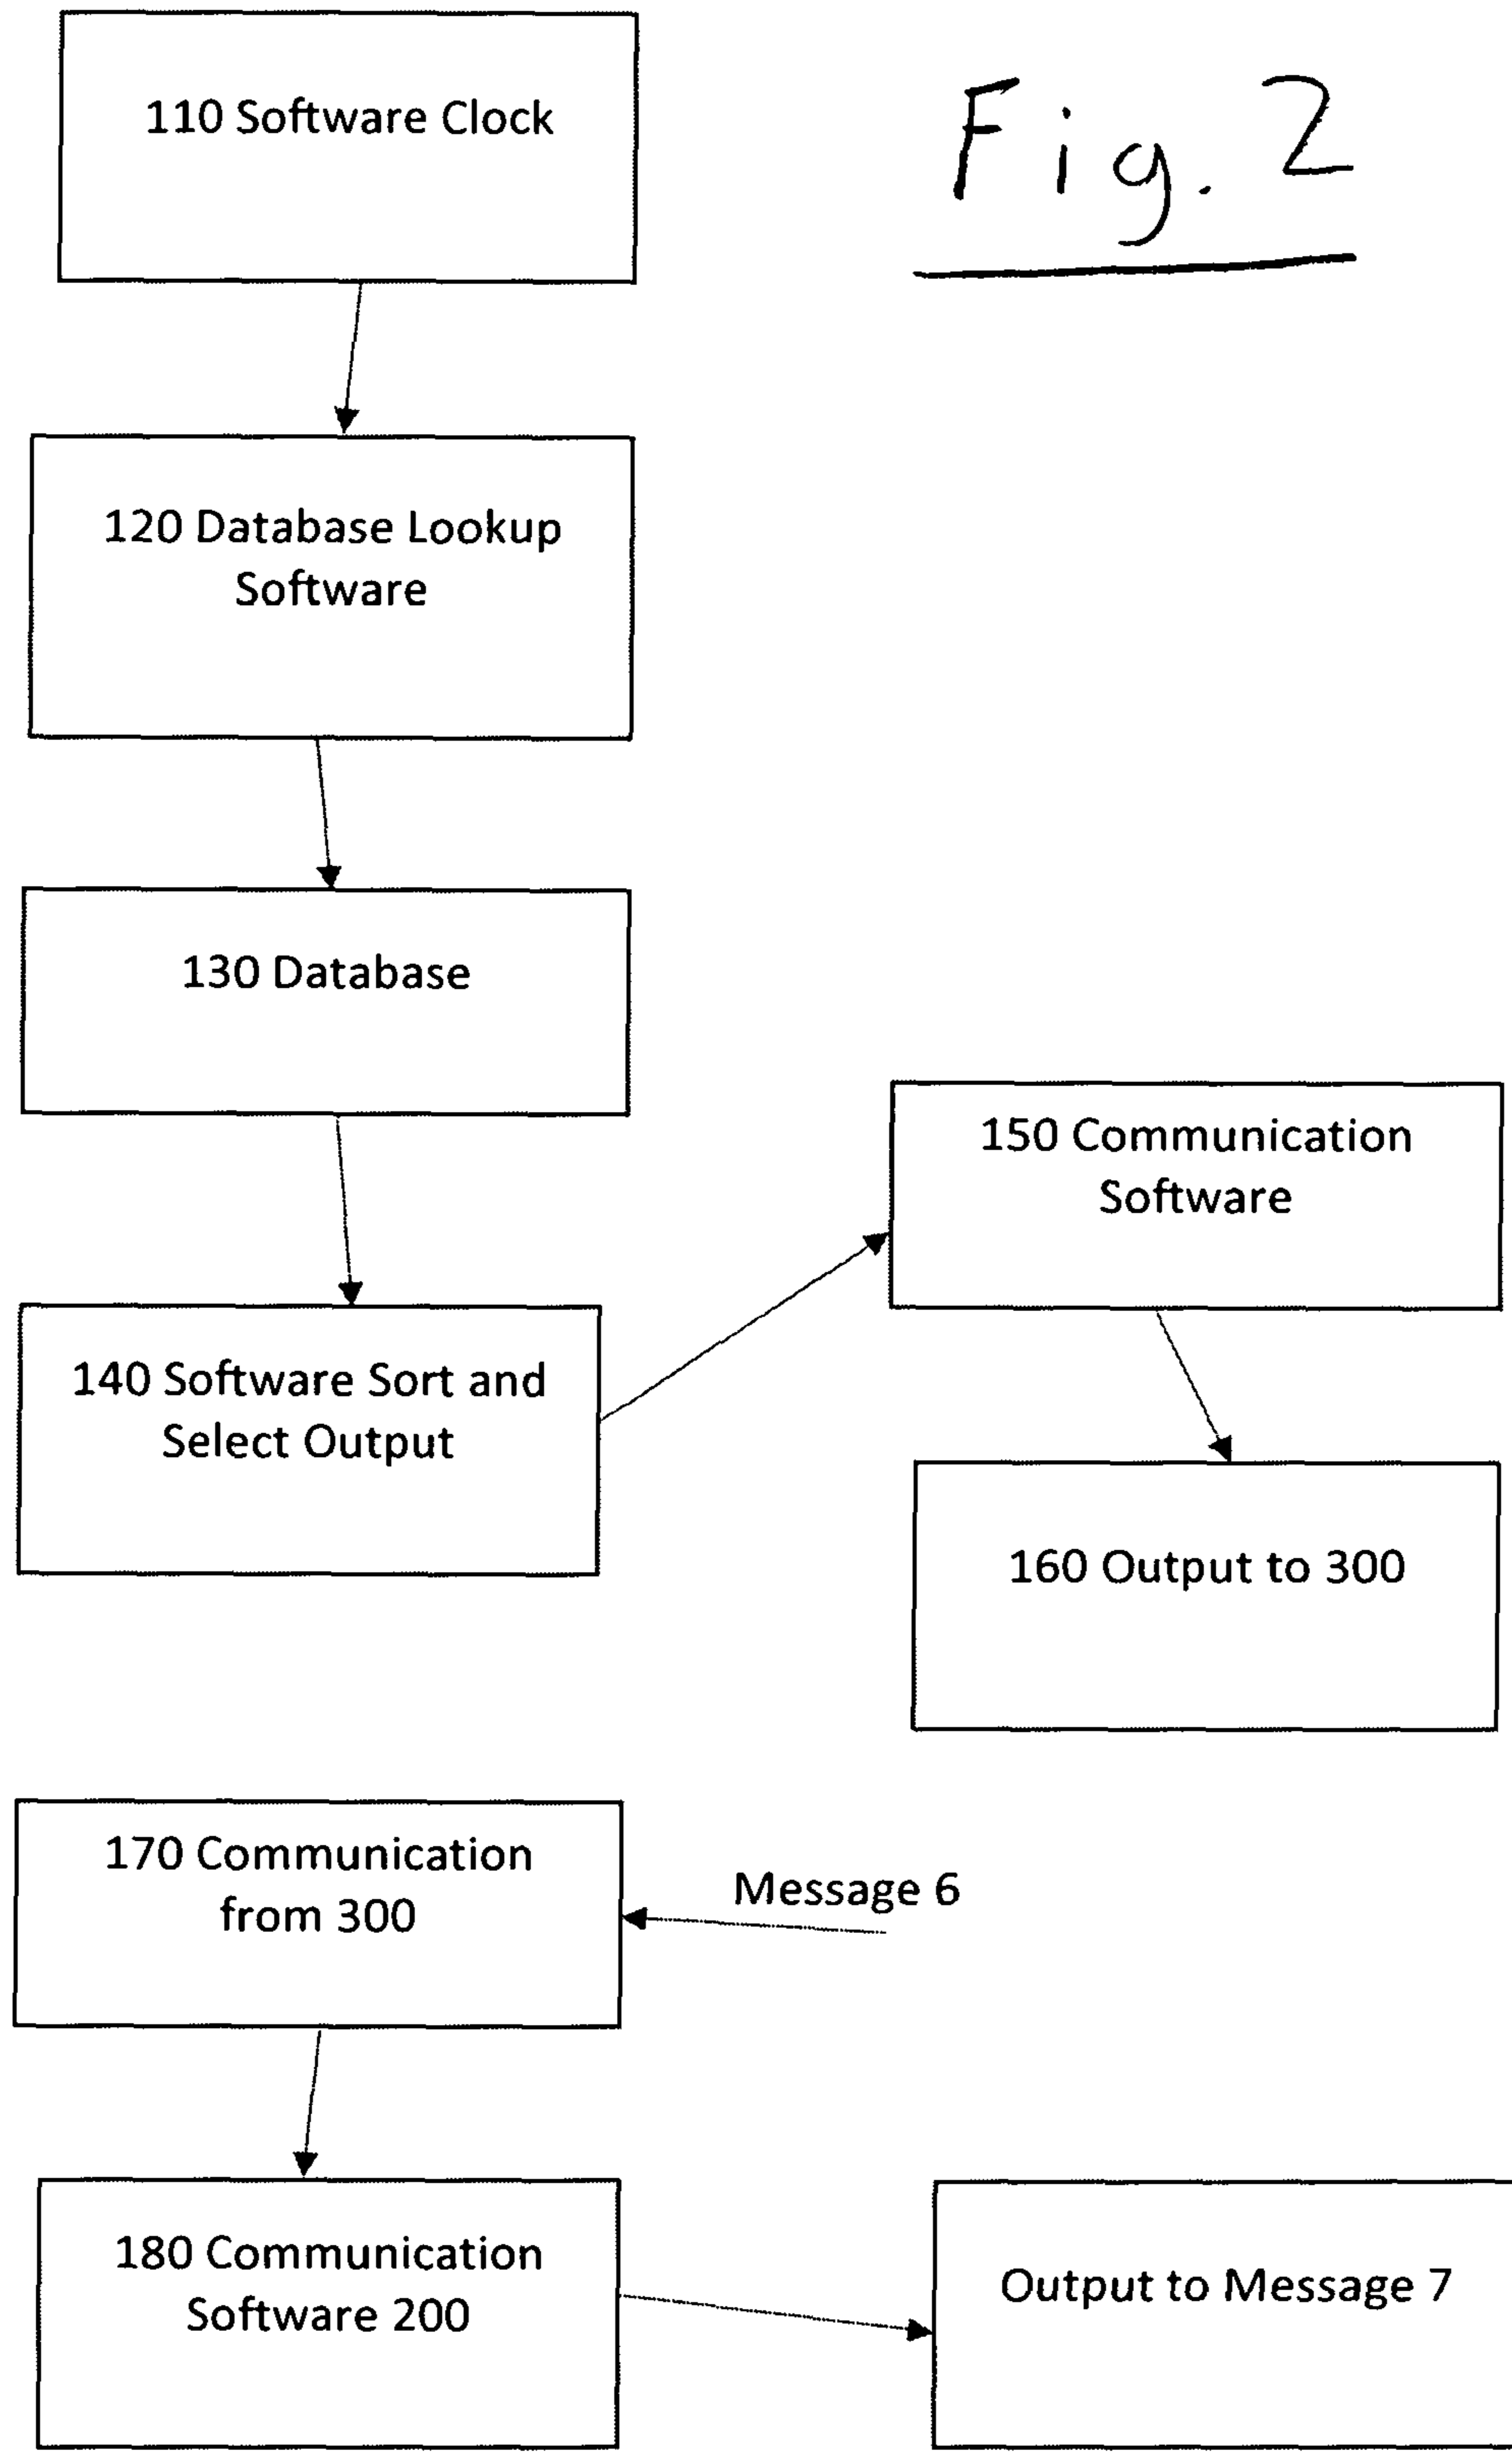 Fig. 2
110 Software Clock
120 Database Lookup
Software
130 Database
140 Software Sort and
Select Output
150 Communication
Software
160 Output to 300
170 Communication
from 300
Message 6
180 Communication
Software 200
Output to Message 7